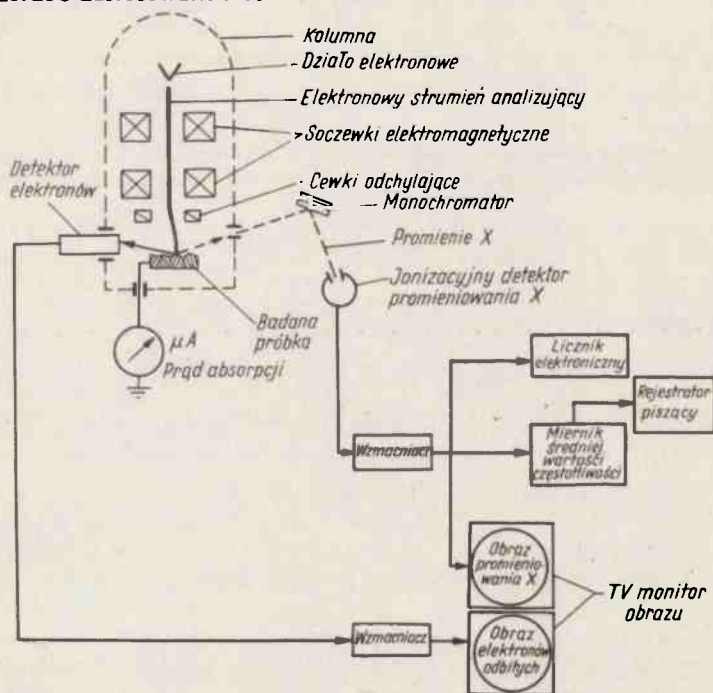 Kolumna
Działo elektronowe
Elektronowy strumień analizujący
Soczewki elektromagnetyczne
Detektor
elektronów
Cewki odchylające
Monochromator
Promienie X
Jonizacyjny detektor
promieniowania X
Badana
próbka
μA
Prąd absorpcji
Licznik
elektroniczny
Rejestrator
piszący
Wzmacniacz
Miernik
średniej
wartości
częstotliwości
Obraz
promienio-
wania X
TV monitor
obrazu
Wzmacniacz
Obraz
elektronów
odbitych